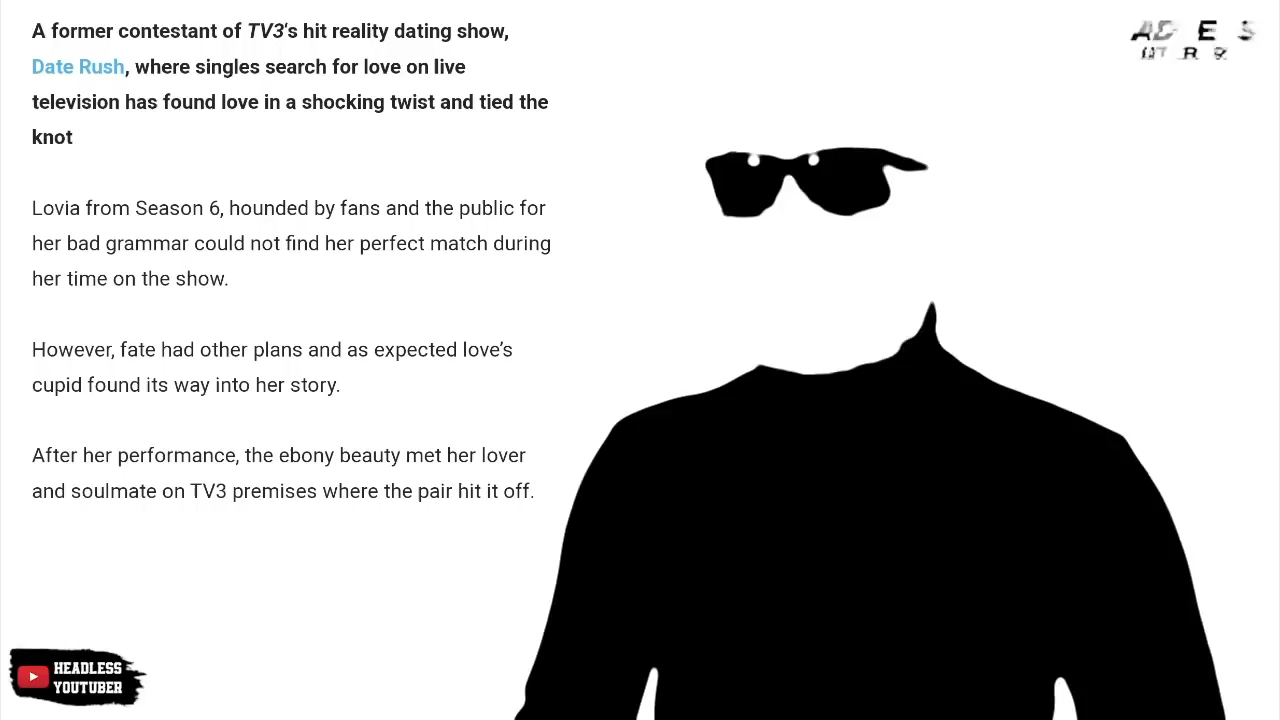 A former contestant of TV3‘s hit reality dating show,
Date Rush, where singles search for love on live
television has found love in a shocking twist and tied the
knot
Lovia from Season 6, hounded by fans and the public for
her bad grammar could not find her perfect match during
her time on the show.
However, fate had other plans and as expected love’s
cupid found its way into her story.
After her performance, the ebony beauty met her lover
and soulmate on TV3 premises where the pair hit it off.
HEADLESS
YOUTUBER